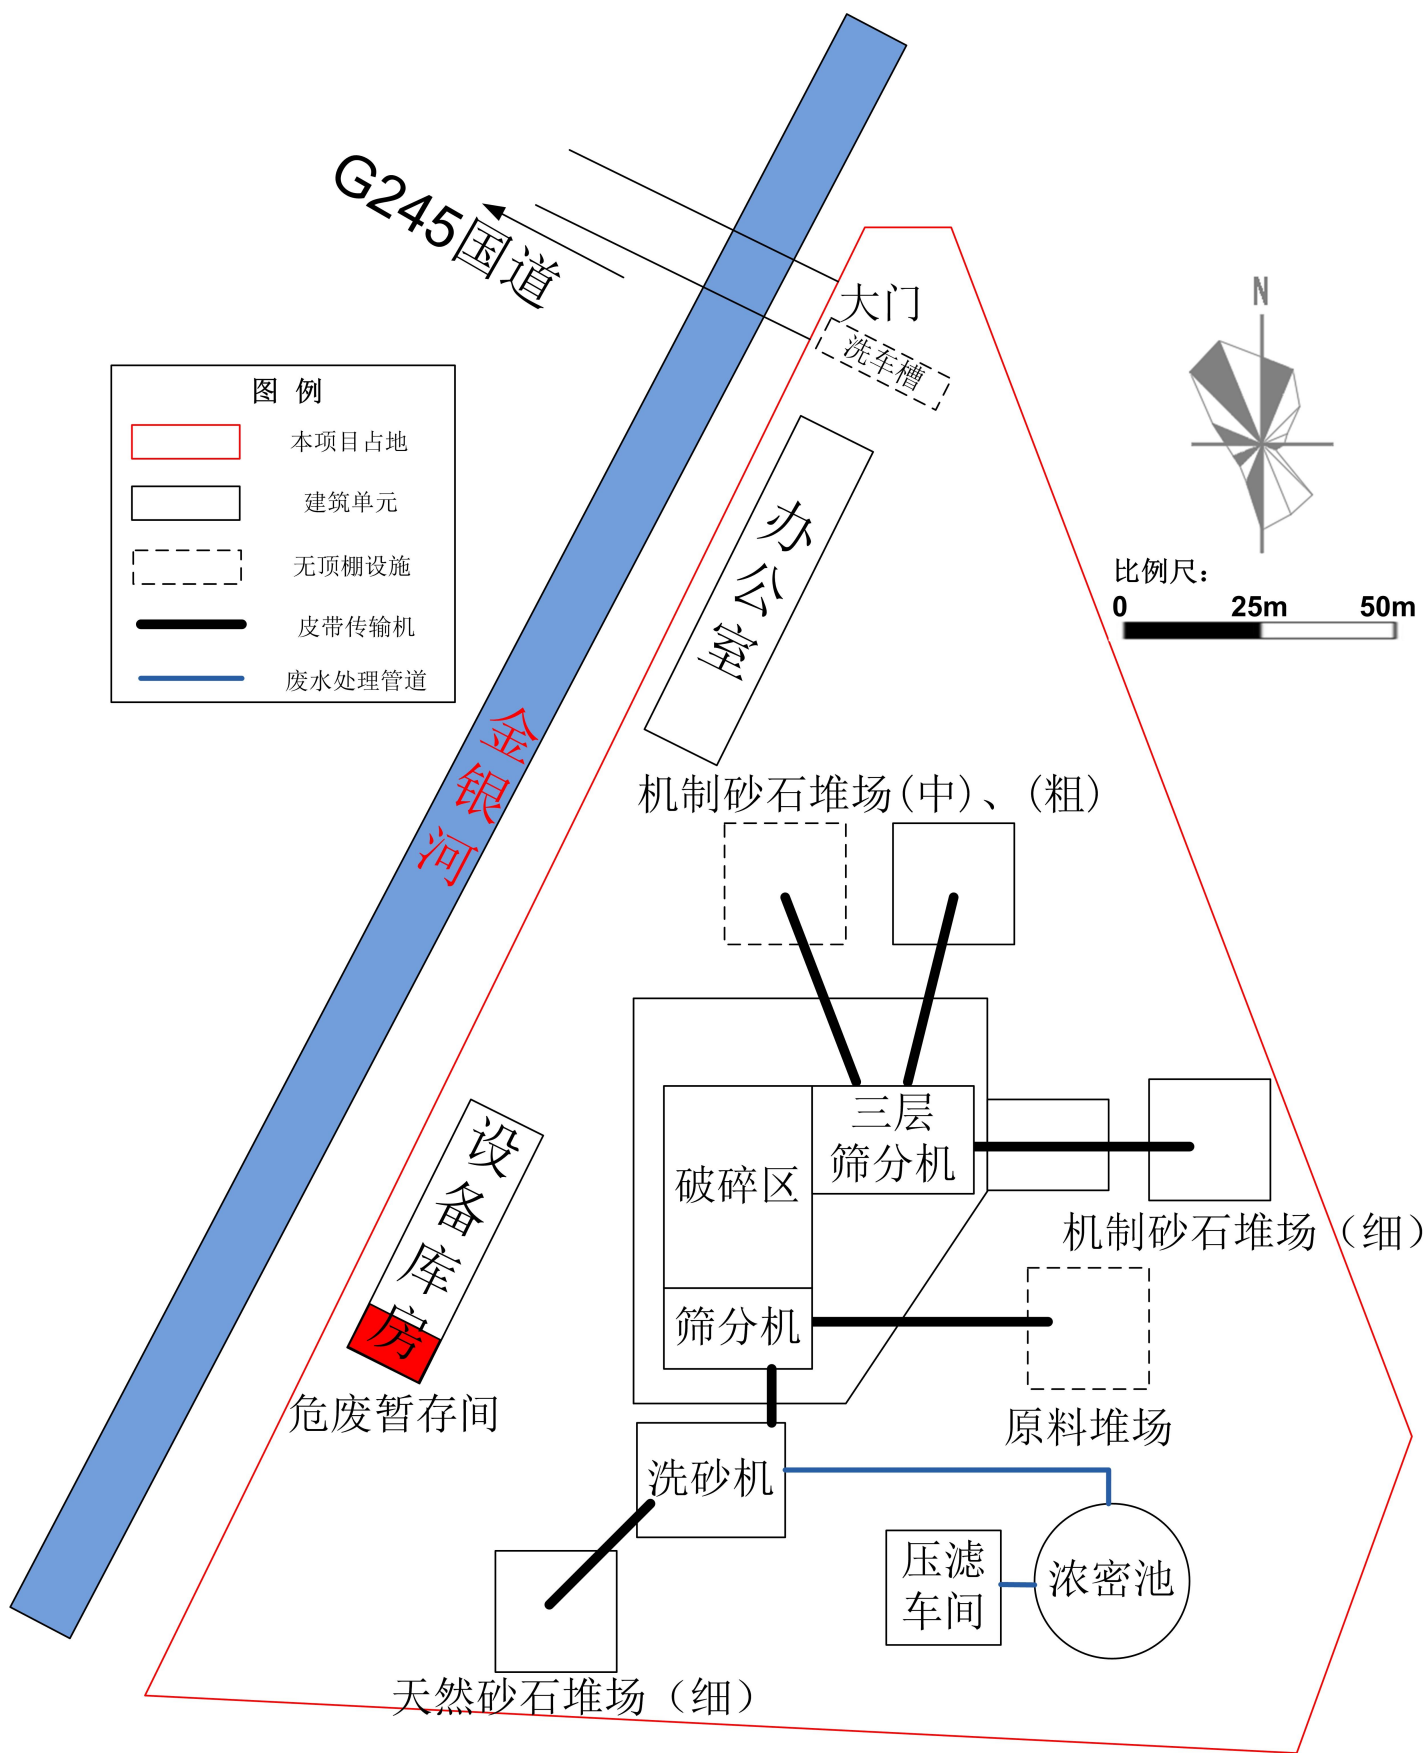 G245国道
N
大门
洗车槽
图 例
本项目占地
建筑单元
无顶棚设施
皮带传输机
废水处理管道
办公室
比例尺：
0 25m 50m
金银河
机制砂石堆场(中)、(粗)
设备库房
三层
筛分机
破碎区
机制砂石堆场（细）
筛分机
危废暂存间
原料堆场
洗砂机
压滤
车间
浓密池
天然砂石堆场（细）